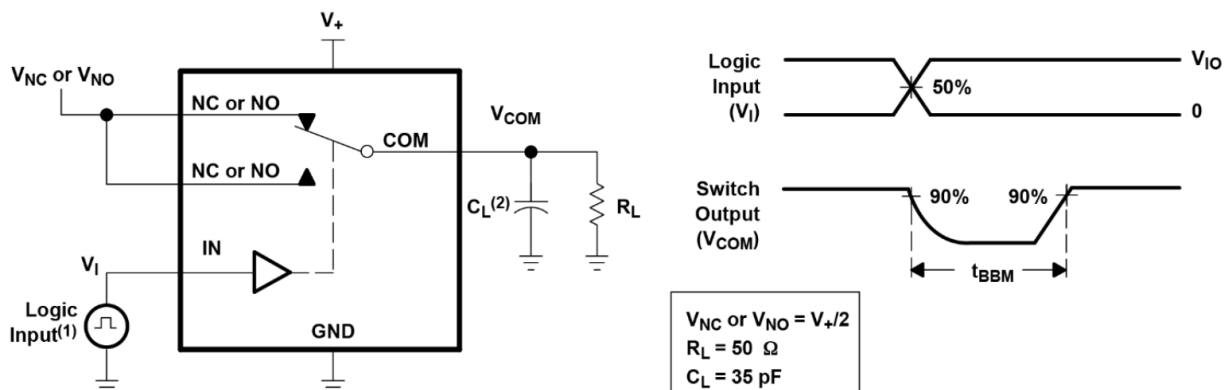 V+
VNC or VNO
NC or NO
COM
VCOM
NC or NO
CL(2)
RL
VI
IN
Logic
Input(1)
GND
Logic
Input
(VI)
50%
VIO
0
Switch
Output
(VCOM)
90%
90%
tBBM
VNC or VNO = V+/2
RL = 50 Ω
CL = 35 pF